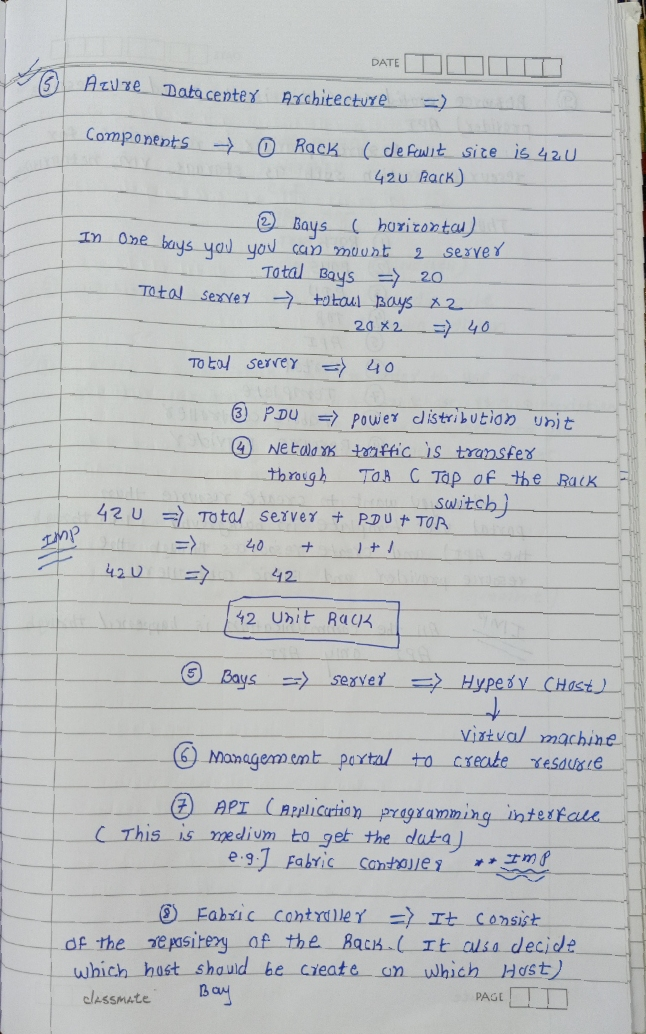 DATE
⑤ Azure Datacenter Architecture =>
Components → ① Rack ( default size is 42U
42U Rack)
② Bays ( horizontal)
In One bays you you can mount 2 server
Total Bays => 20
Total server → total Bays x 2
20 x 2 => 40
Total server => 40
③ PDU => power distribution unit
④ Network traffic is transfer
through TOR ( Top of the Rack
switch)
42 U => Total server + PDU + TOR
IMP => 40 + 1 + 1
42 U => 42
42 Unit Rack
⑤ Bays => server => Hyperv (Host)
↓
Virtual machine
⑥ Management portal to create resource
⑦ API (Application programming interface
( This is medium to get the data)
e.g.] Fabric controller ** IMP
⑧ Fabric controller => It consist
of the repositery of the Rack. ( It also decide
which host should be create on which Host)
Bay
classmate
PAGE